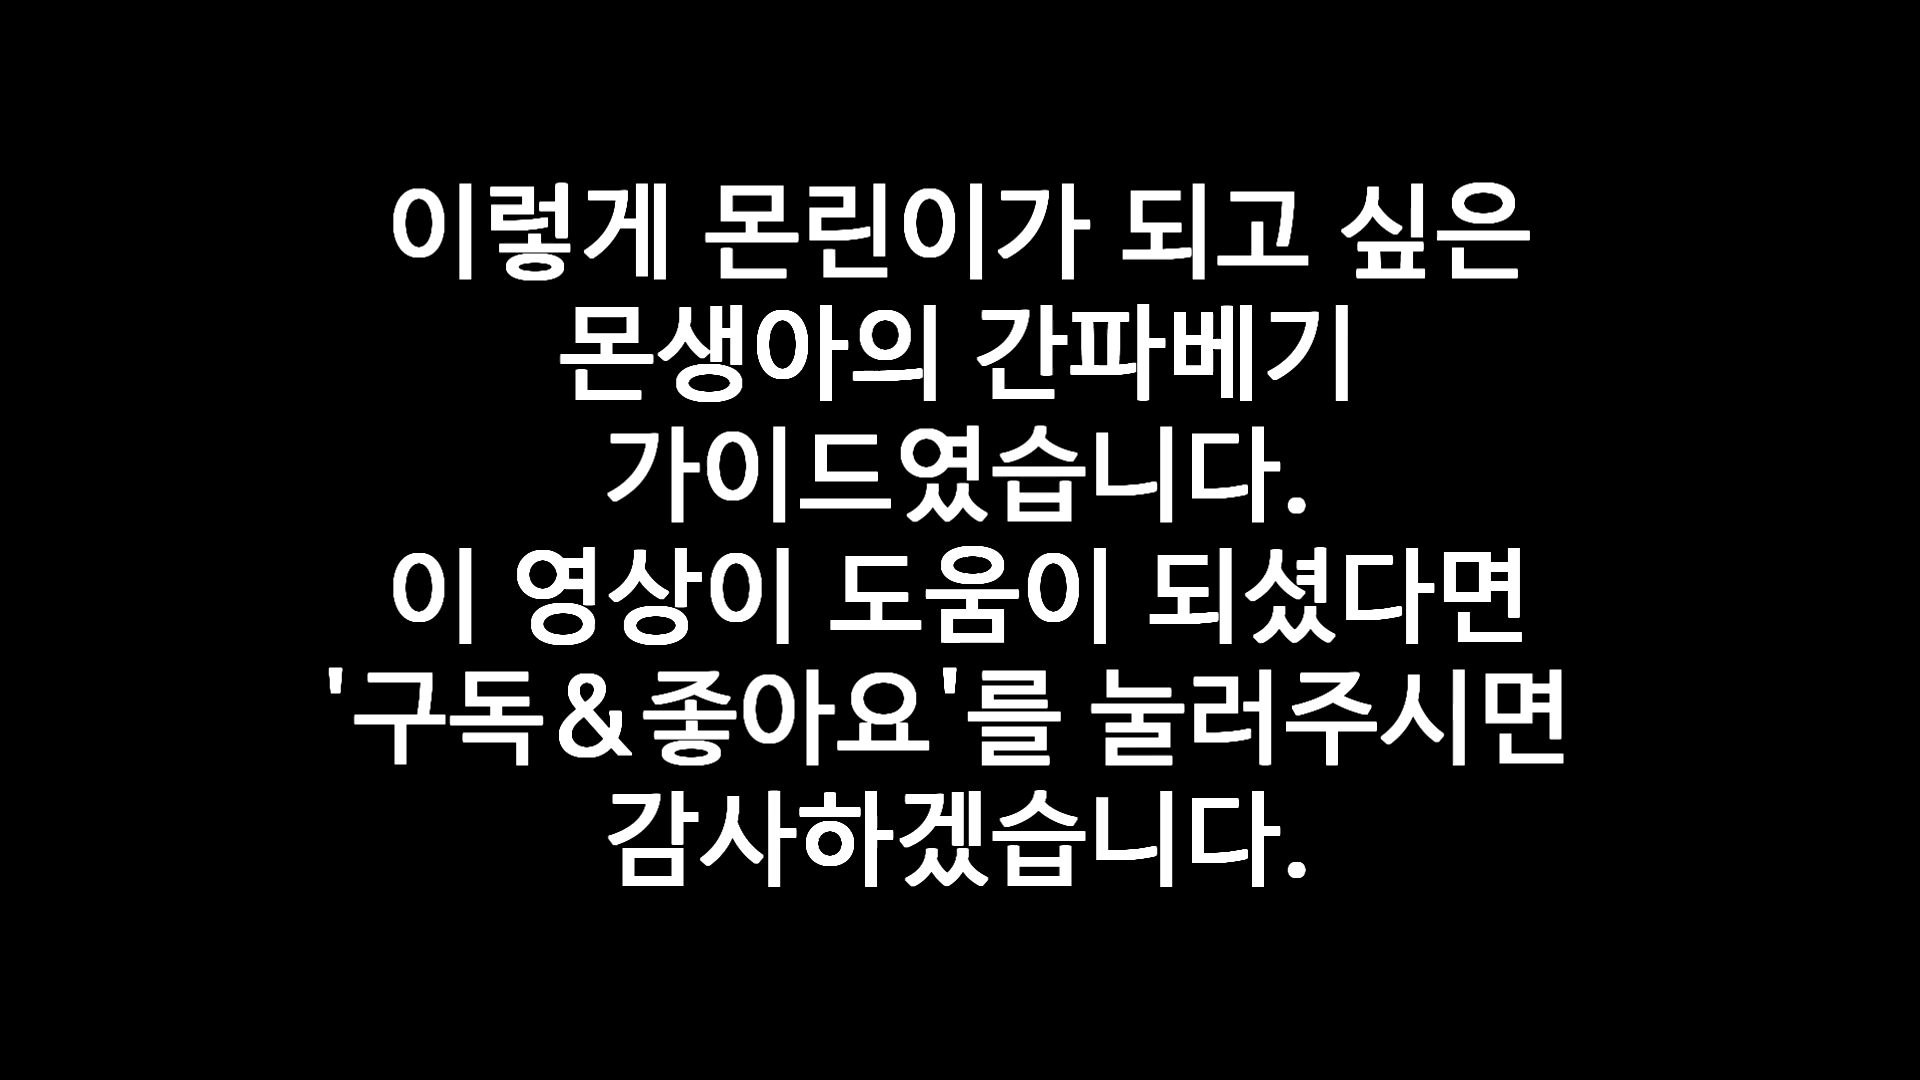 이렇게 몬린이가 되고 싶은
몬생아의 간파베기
가이드였습니다.
이 영상이 도움이 되셨다면
'구독&좋아요'를 눌러주시면
감사하겠습니다.